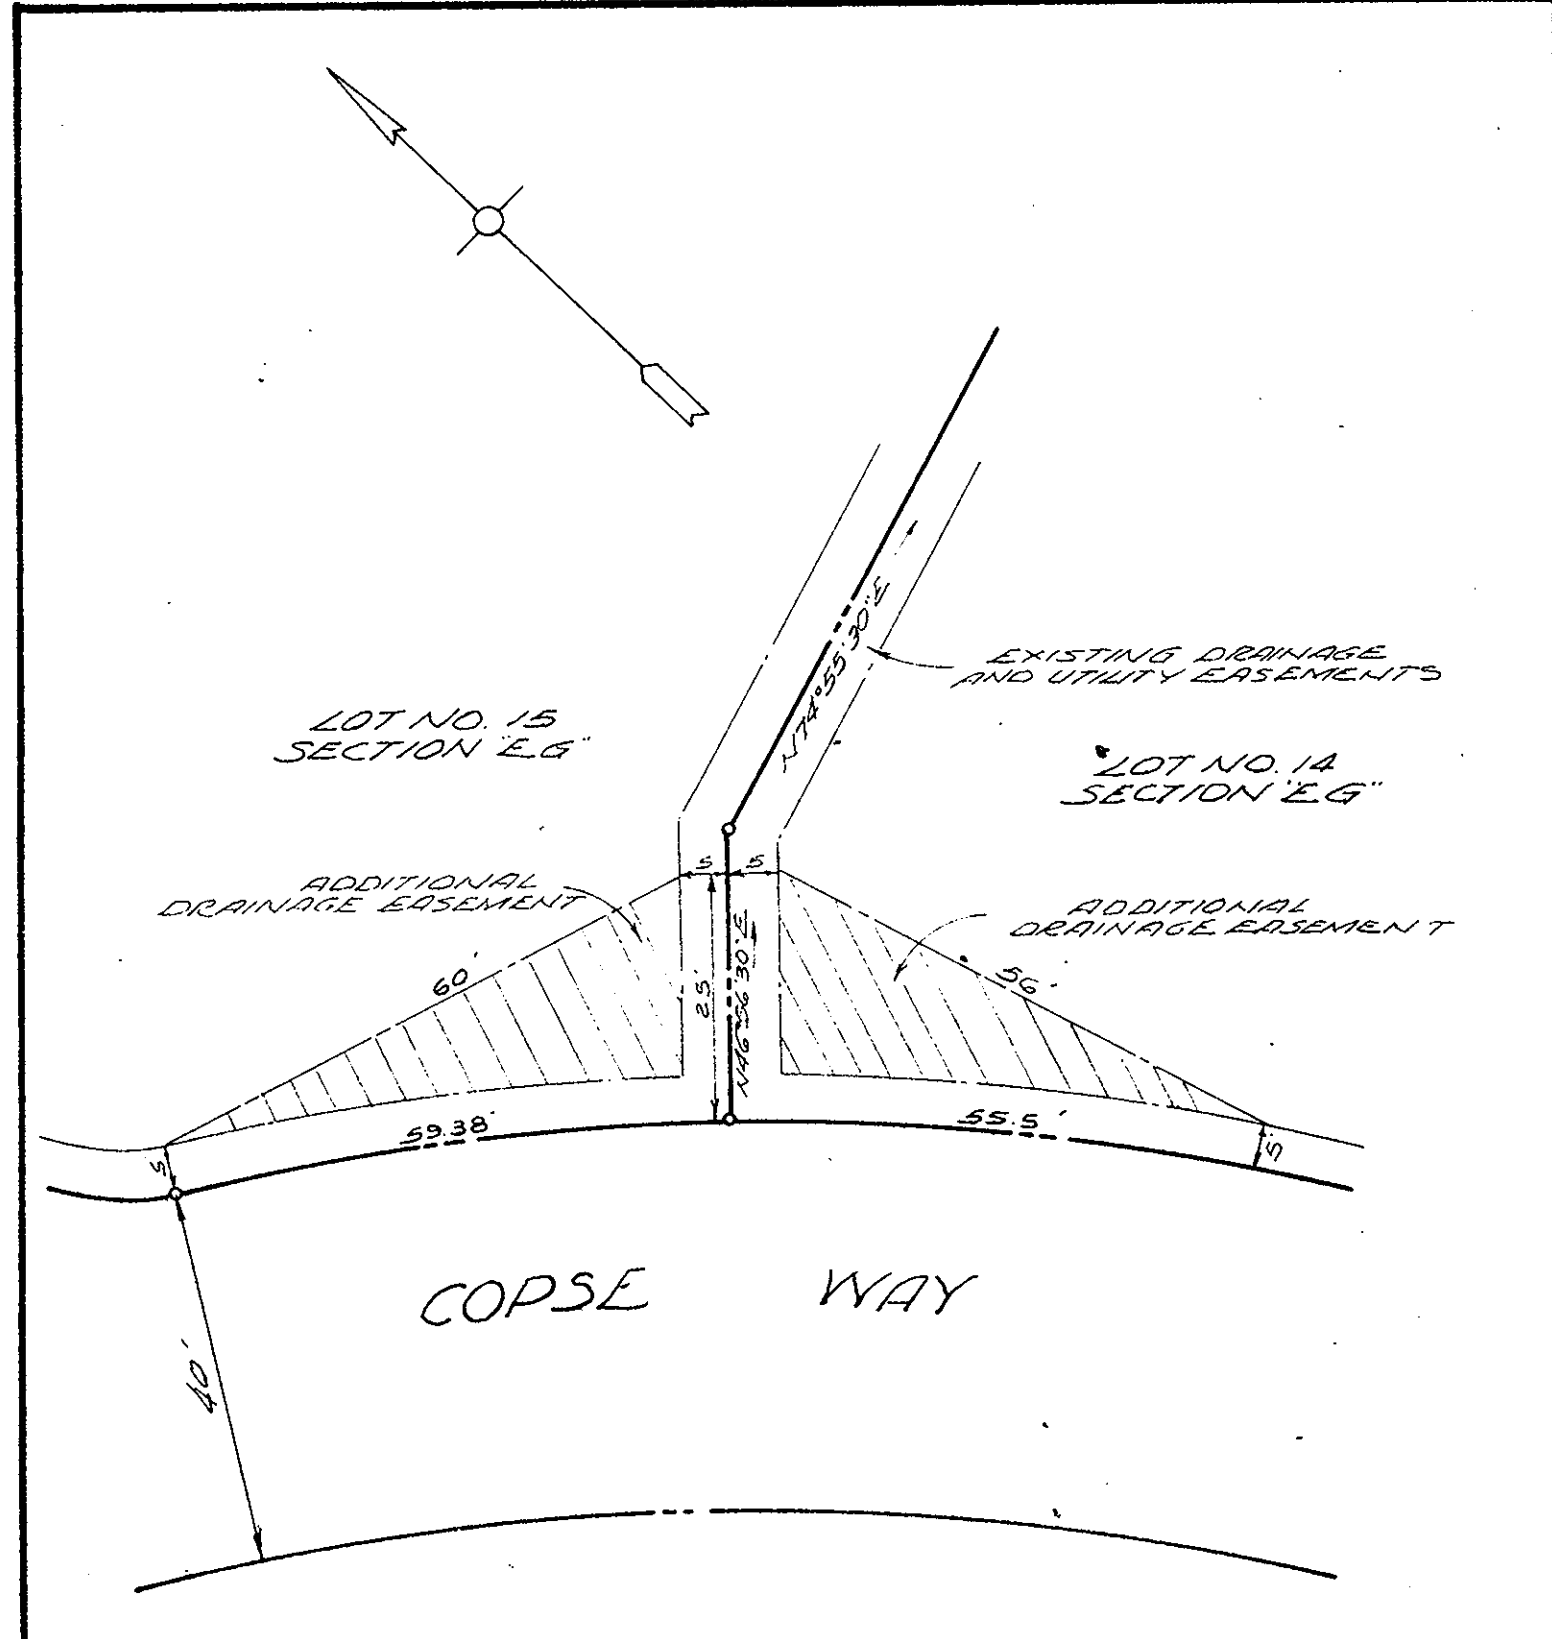 N74°55'30"E
EXISTING DRAINAGE
AND UTILITY EASEMENTS
LOT NO. 15
SECTION "EG"
LOT NO. 14
SECTION "EG"
5
5
ADDITIONAL
DRAINAGE EASEMENT
ADDITIONAL
DRAINAGE EASEMENT
60'
25'
N46°56'30"E
56'
59.38'
55.5'
5
5
COPSE WAY
40'